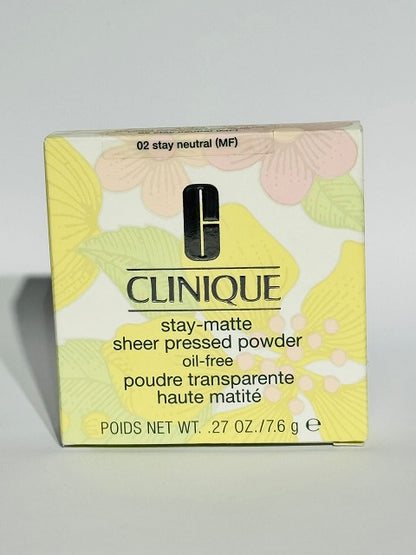 02 stay neutral (MF)
CLINIQUE
stay-matte
sheer pressed powder
oil-free
poudre transparente
haute matité
POIDS NET WT. .27 OZ./7.6 g ℮